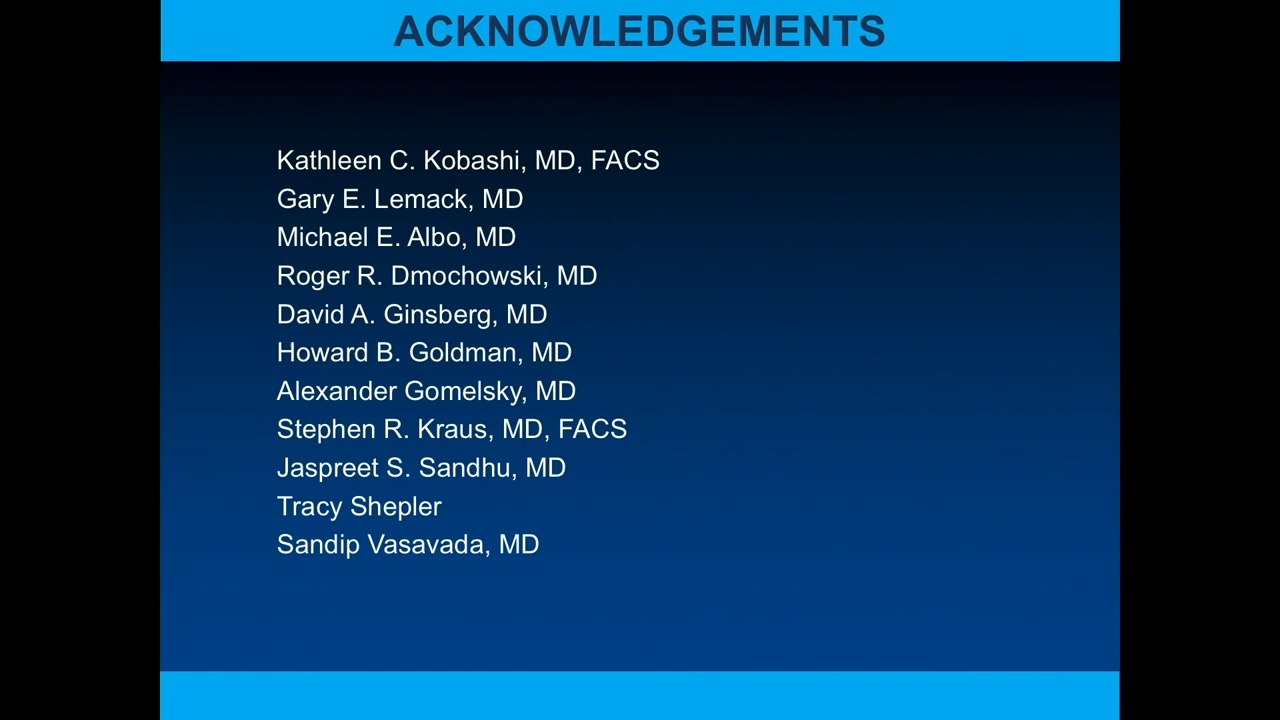 ACKNOWLEDGEMENTS
Kathleen C. Kobashi, MD, FACS
Gary E. Lemack, MD
Michael E. Albo, MD
Roger R. Dmochowski, MD
David A. Ginsberg, MD
Howard B. Goldman, MD
Alexander Gomelsky, MD
Stephen R. Kraus, MD, FACS
Jaspreet S. Sandhu, MD
Tracy Shepler
Sandip Vasavada, MD